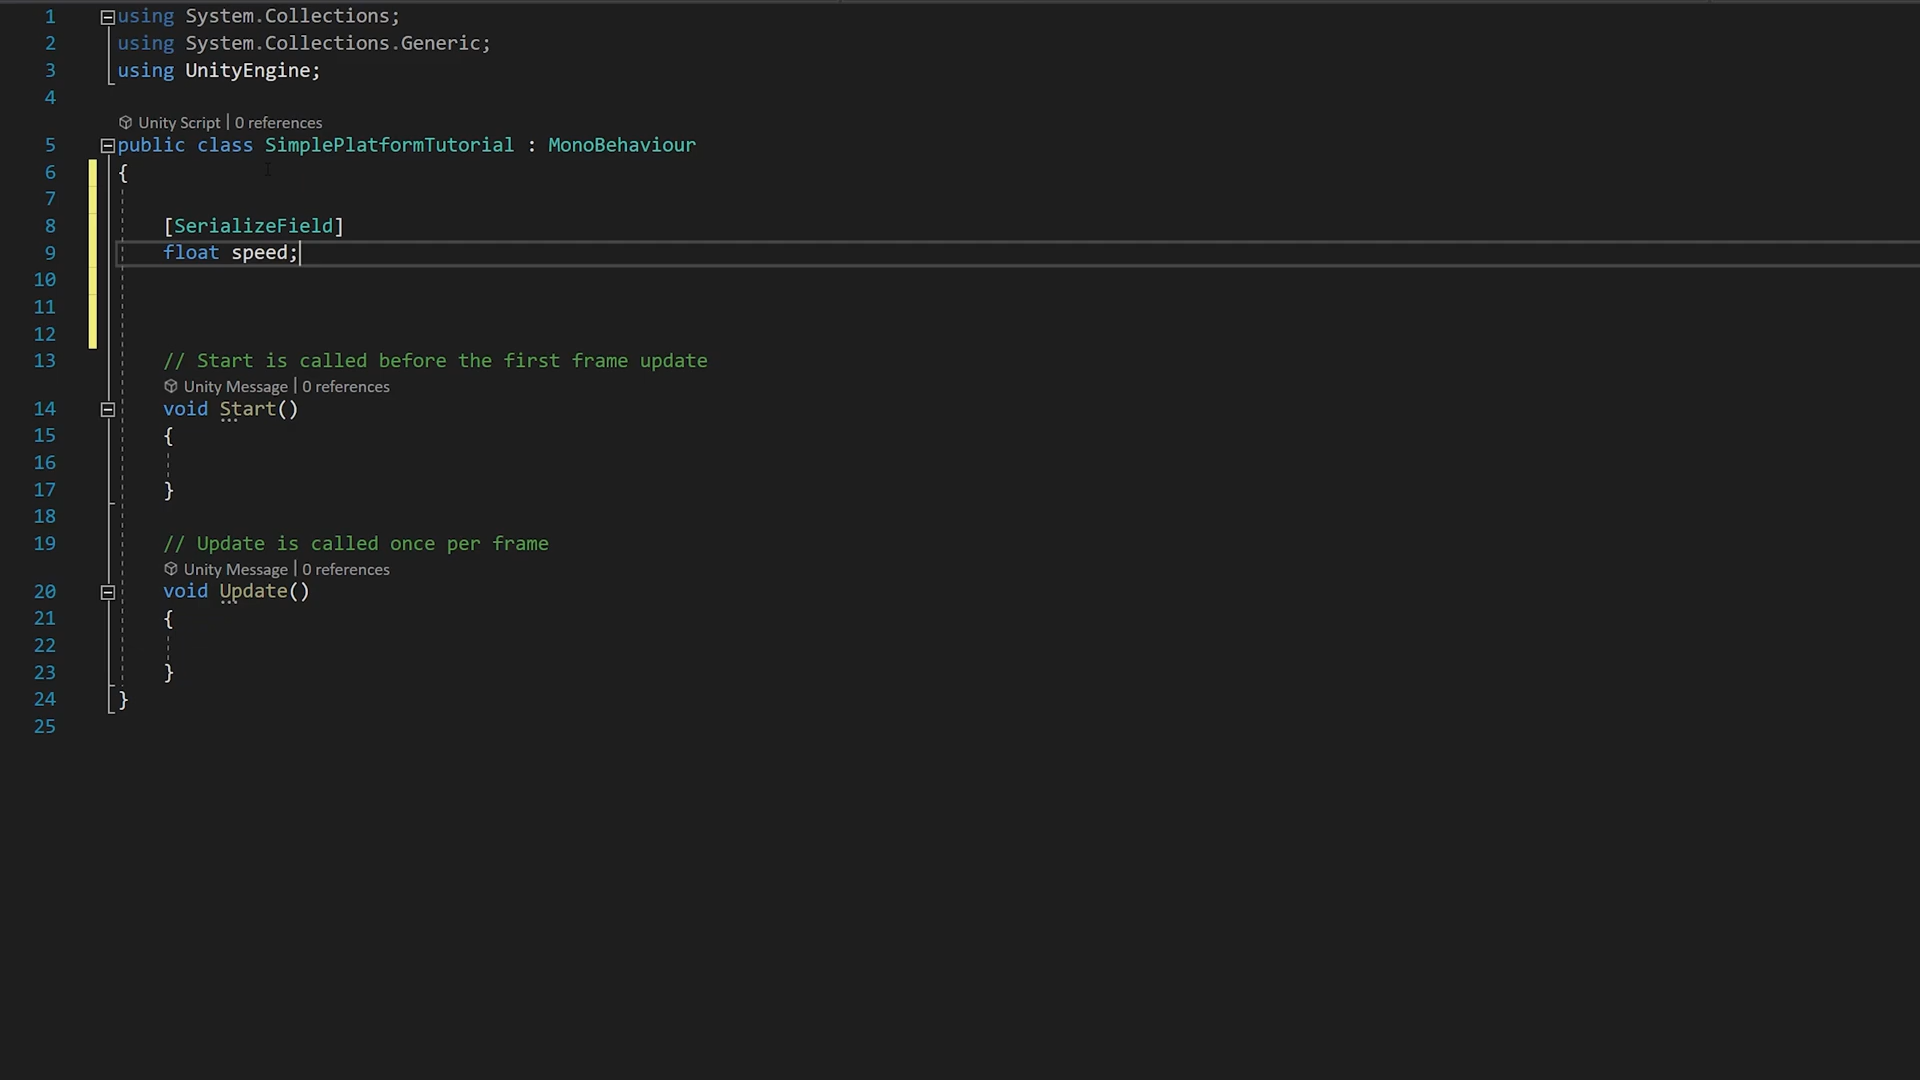 1 using System.Collections;
2 using System.Collections.Generic;
3 using UnityEngine;
4
Unity Script | 0 references
5 public class SimplePlatformTutorial : MonoBehaviour
6 {
7
8 [SerializeField]
9 float speed;
10
11
12
13 // Start is called before the first frame update
Unity Message | 0 references
14 void Start()
15 {
16
17 }
18
19 // Update is called once per frame
Unity Message | 0 references
20 void Update()
21 {
22
23 }
24 }
25